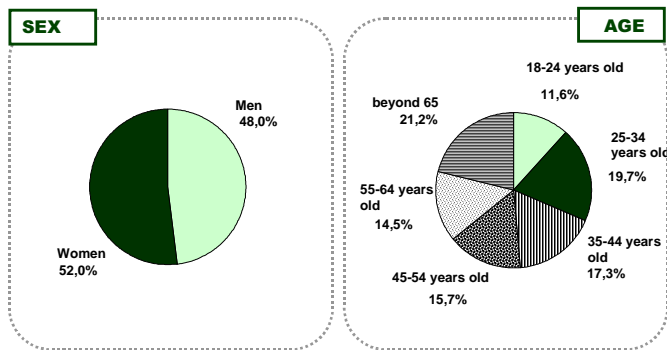 SEX
Men
48,0%
Women
52,0%
AGE
18-24 years old
11,6%
25-34
years old
19,7%
35-44 years
old
17,3%
45-54 years old
15,7%
55-64 years
old
14,5%
beyond 65
21,2%